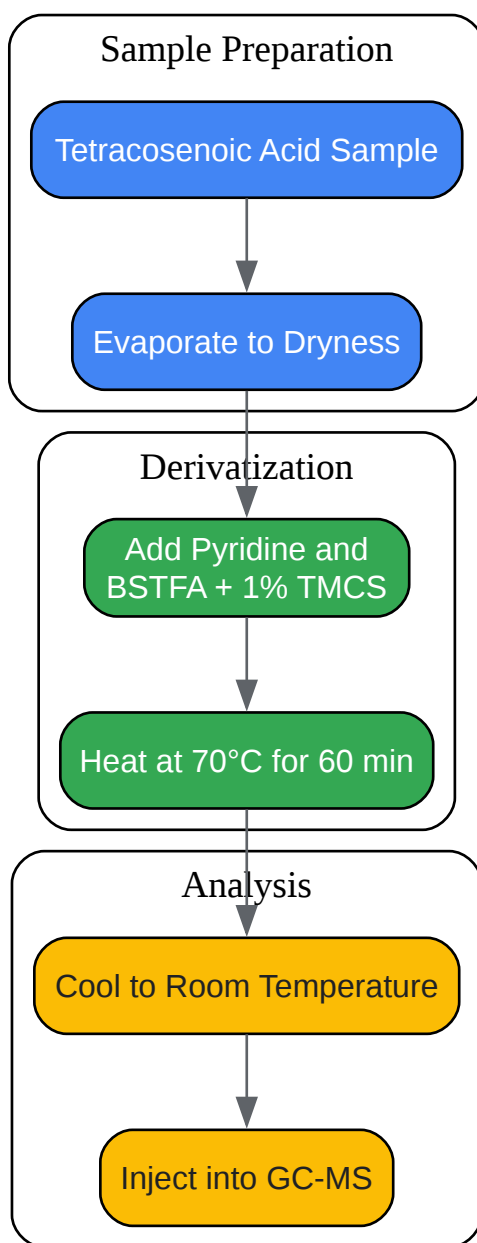 Sample Preparation
Tetracosenoic Acid Sample
Evaporate to Dryness
Derivatization
Add Pyridine and
BSTFA + 1% TMCS
Heat at 70°C for 60 min
Analysis
Cool to Room Temperature
Inject into GC-MS